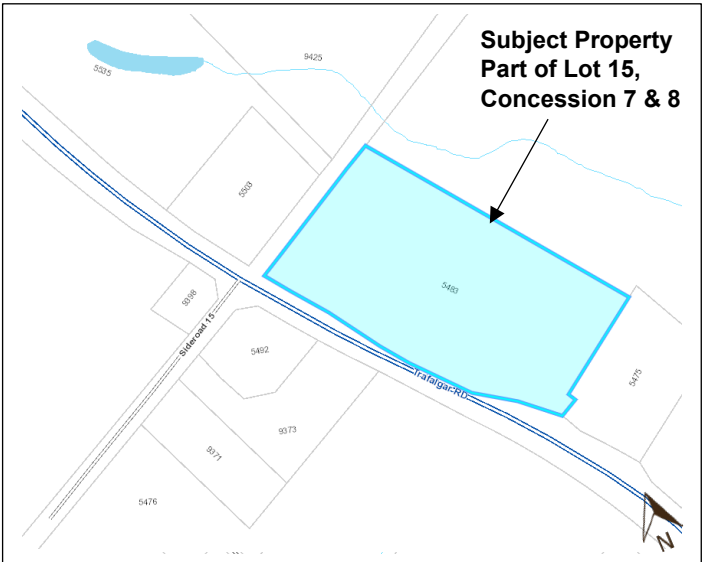 Subject Property
Part of Lot 15,
Concession 7 & 8
9425
5535
5503
5483
9398
Sideroad 15
5492
Trafalgar RD
5475
9373
9371
5476
N